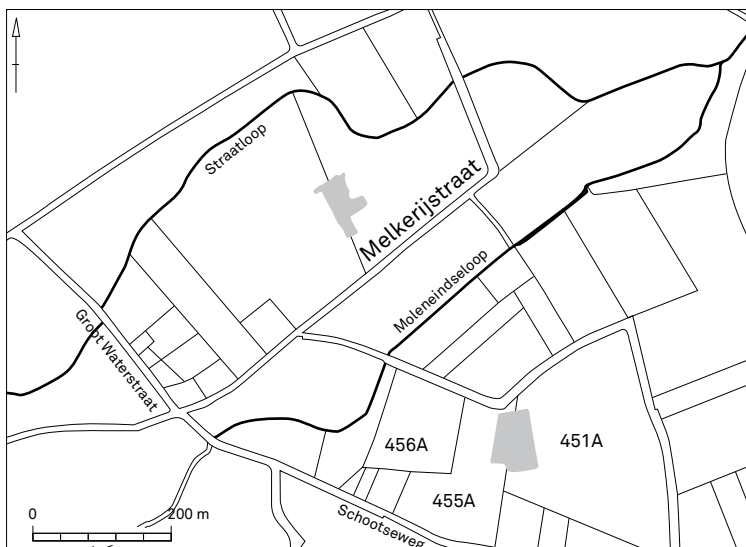 Straatloop
Melkerijstraat
Moleneindseloop
Groot Waterstraat
456A
451A
455A
Schootseweg
0
200 m